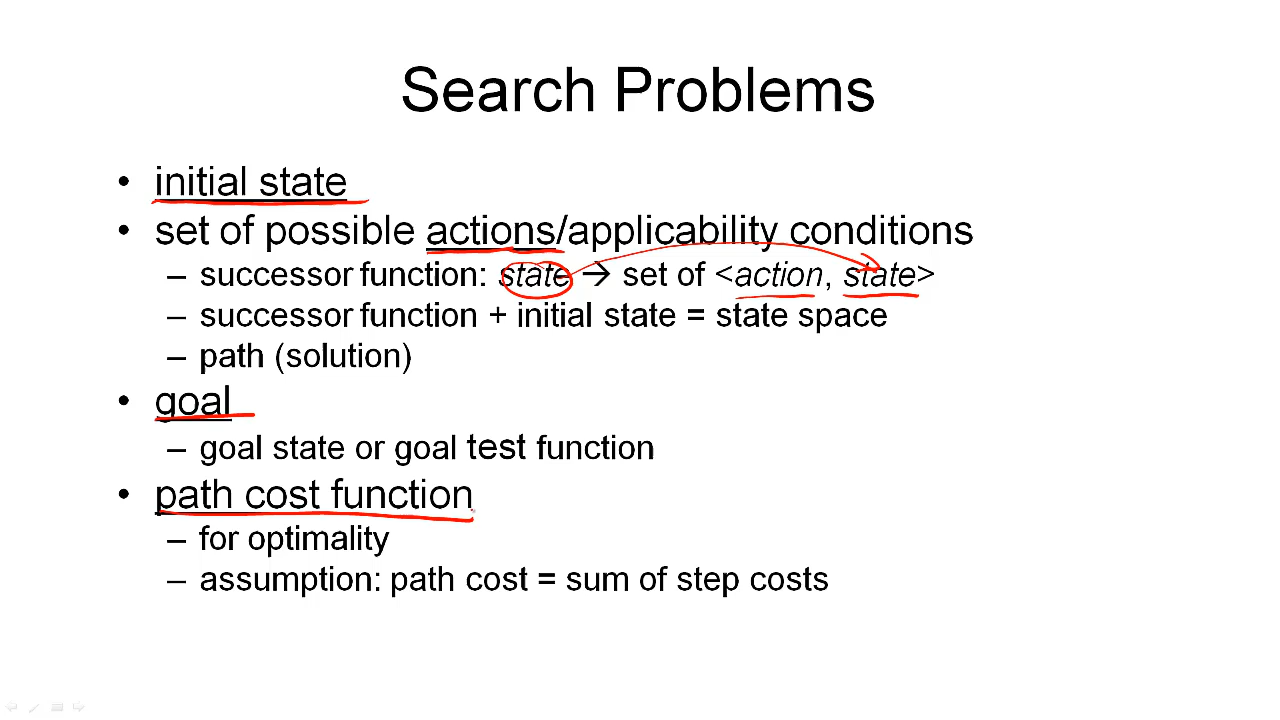 Search Problems
• initial state
• set of possible actions/applicability conditions
– successor function: state → set of <action, state>
– successor function + initial state = state space
– path (solution)
• goal
– goal state or goal test function
• path cost function
– for optimality
– assumption: path cost = sum of step costs